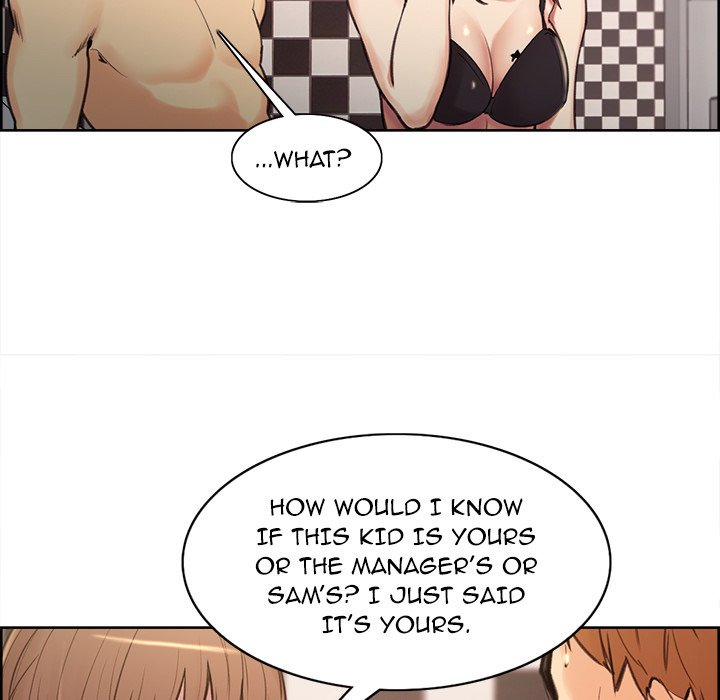 ...WHAT?
HOW WOULD I KNOW
IF THIS KID IS YOURS
OR THE MANAGER'S OR
SAM'S? I JUST SAID
IT'S YOURS.